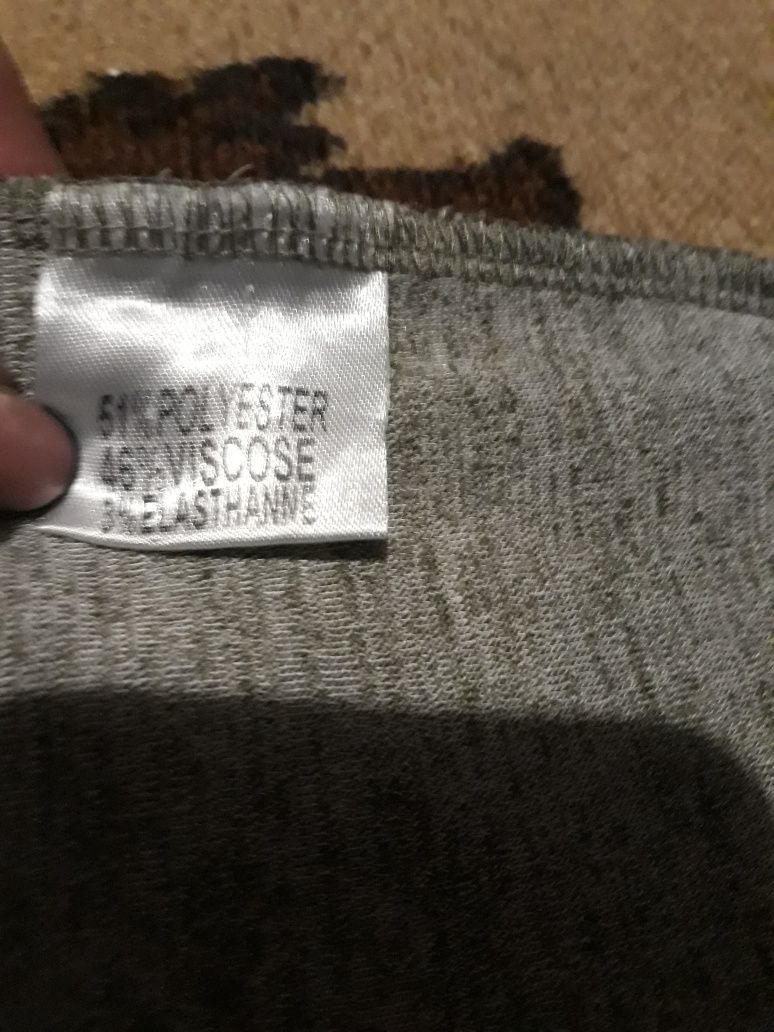 51% POLYESTER
46% VISCOSE
3% ELASTHANNE